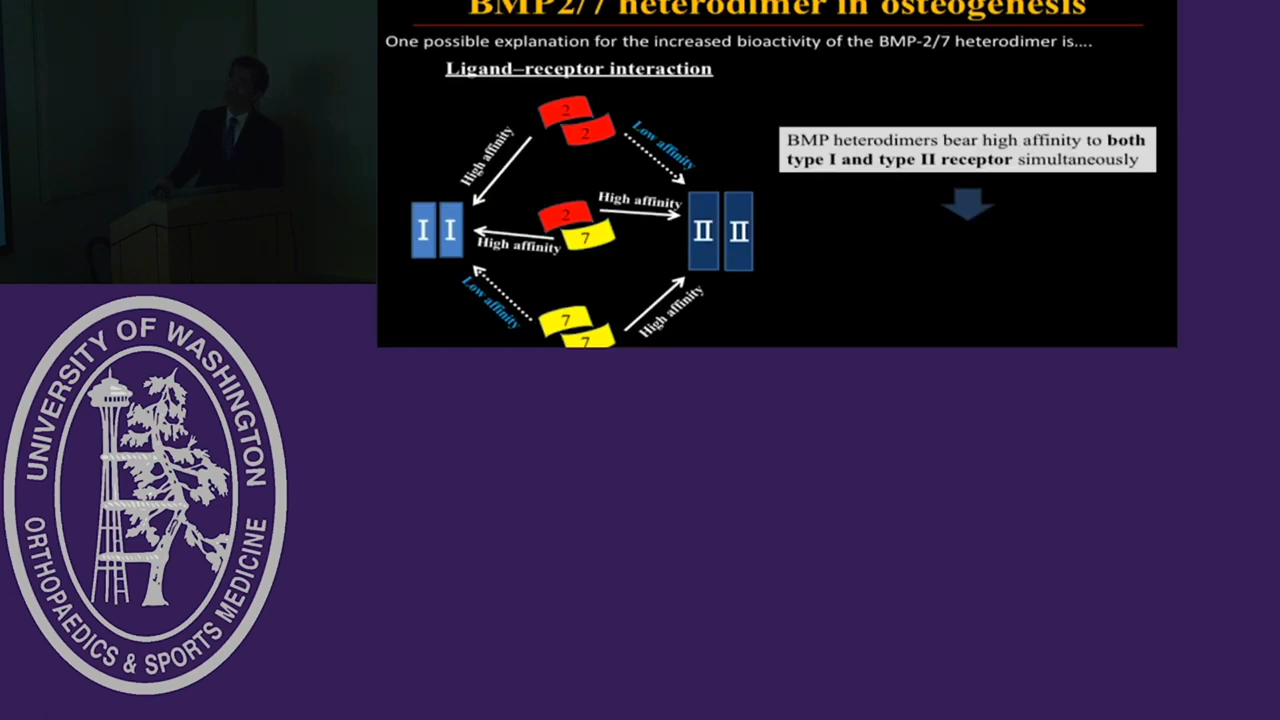 BMP2/7 heterodimer in osteogenesis
One possible explanation for the increased bioactivity of the BMP-2/7 heterodimer is....
Ligand–receptor interaction
2
2
High affinity
Low affinity
BMP heterodimers bear high affinity to both
type I and type II receptor simultaneously
I I
High affinity
2
7
High affinity
II II
Low affinity
High affinity
7
7
UNIVERSITY OF WASHINGTON
ORTHOPAEDICS & SPORTS MEDICINE